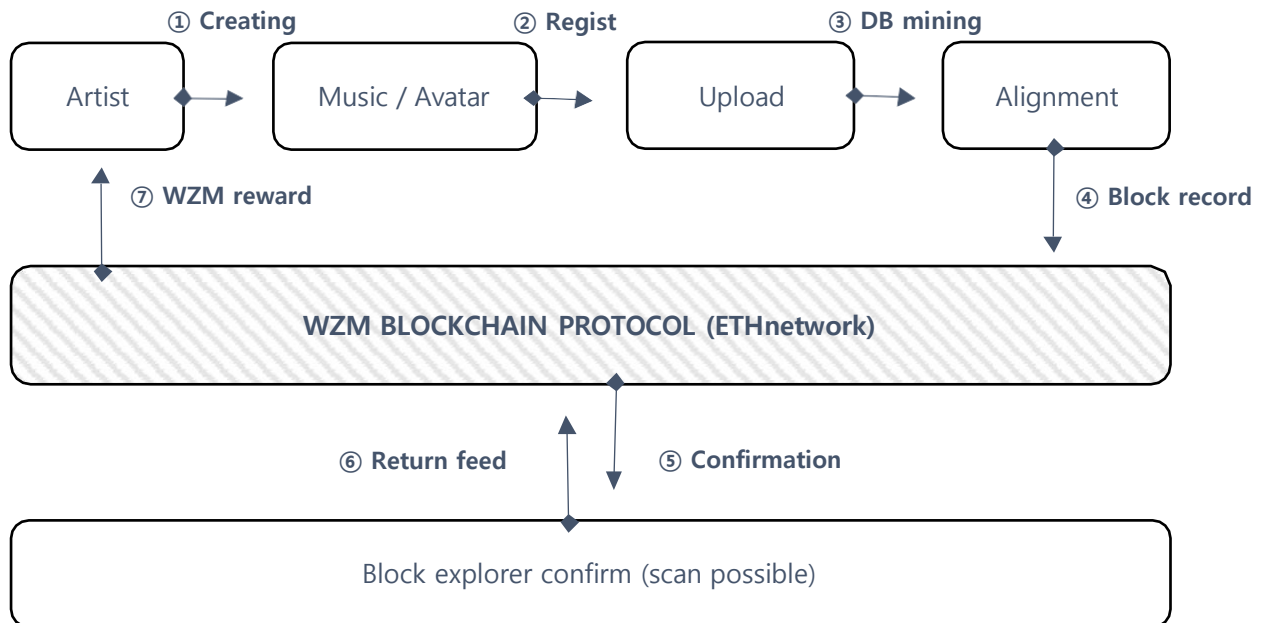 ① Creating
② Regist
③ DB mining
Artist
Music / Avatar
Upload
Alignment
⑦ WZM reward
④ Block record
WZM BLOCKCHAIN PROTOCOL (ETHnetwork)
⑥ Return feed
⑤ Confirmation
Block explorer confirm (scan possible)